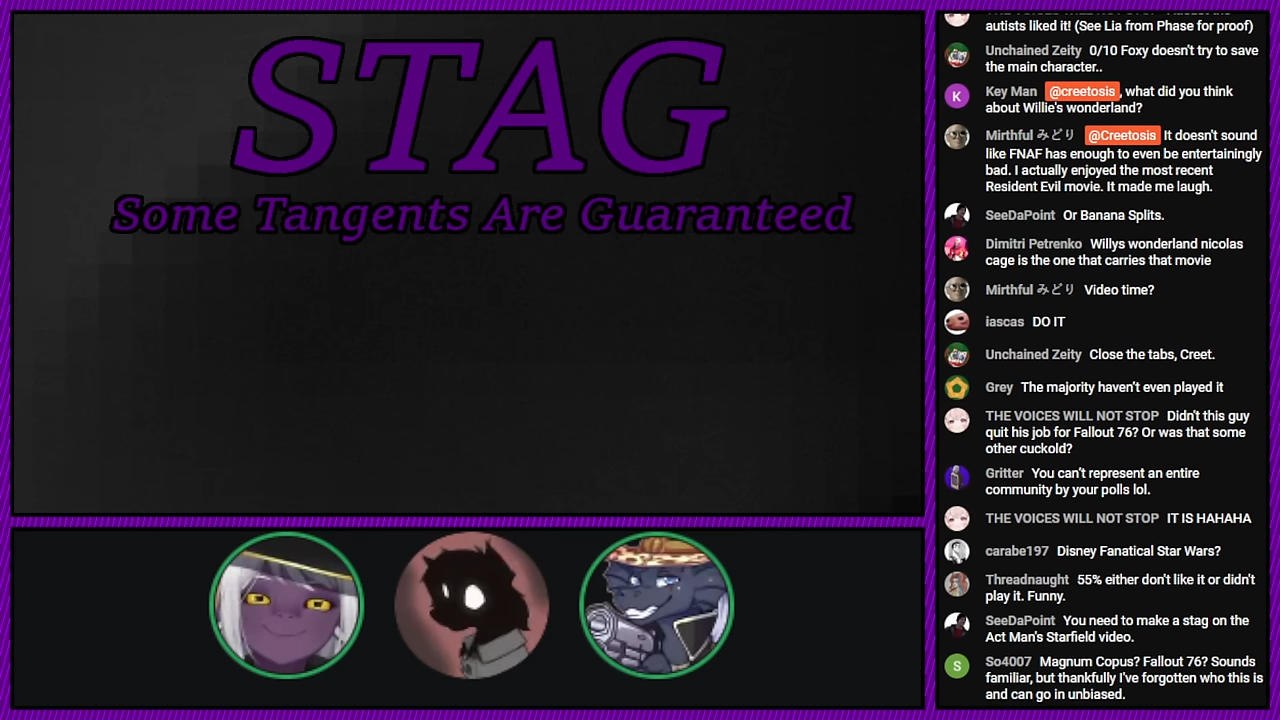 STAG
Some Tangents Are Guaranteed
autists liked it! (See Lia from Phase for proof)
Unchained Zeity 0/10 Foxy doesn't try to save
the main character..
K
Key Man @creetosis, what did you think
about Willie's wonderland?
Mirthful みどり @Creetosis It doesn't sound
like FNAF has enough to even be entertainingly
bad. I actually enjoyed the most recent
Resident Evil movie. It made me laugh.
SeeDaPoint Or Banana Splits.
Dimitri Petrenko Willys wonderland nicolas
cage is the one that carries that movie
Mirthful みどり Video time?
iascas DO IT
Unchained Zeity Close the tabs, Creet.
Grey The majority haven't even played it
THE VOICES WILL NOT STOP Didn't this guy
quit his job for Fallout 76? Or was that some
other cuckold?
Gritter You can't represent an entire
community by your polls lol.
THE VOICES WILL NOT STOP IT IS HAHAHA
carabe197 Disney Fanatical Star Wars?
Threadnaught 55% either don't like it or didn't
play it. Funny.
SeeDaPoint You need to make a stag on the
Act Man's Starfield video.
S
So4007 Magnum Copus? Fallout 76? Sounds
familiar, but thankfully I've forgotten who this is
and can go in unbiased.